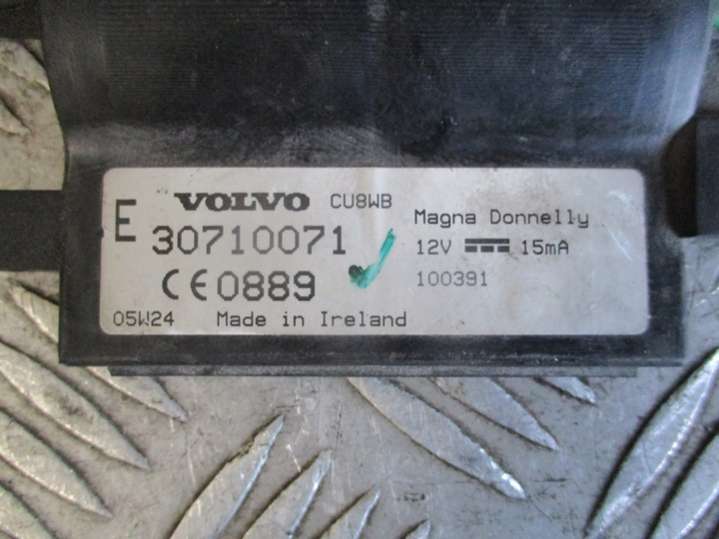 VOLVO CU8WB
E 30710071
CE0889
05W24 Made in Ireland
Magna Donnelly
12V 15mA
100391